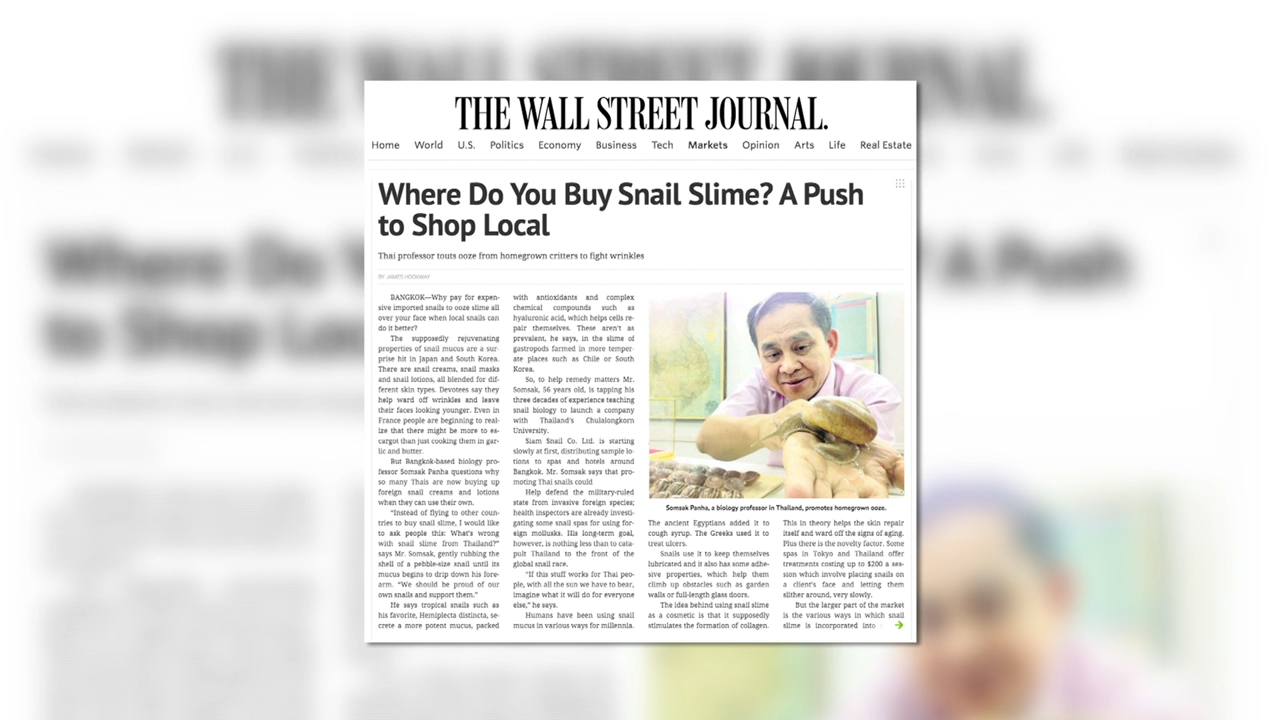 THE WALL STREET JOURNAL.
Home World U.S. Politics Economy Business Tech Markets Opinion Arts Life Real Estate
Where Do You Buy Snail Slime? A Push
to Shop Local
Thai professor touts ooze from homegrown critters to fight wrinkles
BY JAMES HOOKWAY
BANGKOK—Why pay for expen-
sive imported snails to ooze slime all
over your face when local snails can
do it better?
The supposedly rejuvenating
properties of snail mucus are a sur-
prise hit in Japan and South Korea.
There are snail creams, snail masks
and snail lotions, all blended for dif-
ferent skin types. Devotees say they
help ward off wrinkles and leave
their faces looking younger. Even in
France people are beginning to real-
ize that there might be more to es-
cargot than just cooking them in gar-
lic and butter.
But Bangkok-based biology pro-
fessor Somsak Panha questions why
so many Thais are now buying up
foreign snail creams and lotions
when they can use their own.
“Instead of flying to other coun-
tries to buy snail slime, I would like
to ask people this: What’s wrong
with snail slime from Thailand?”
says Mr. Somsak, gently rubbing the
shell of a pebble-size snail until its
mucus begins to drip down his fore-
arm. “We should be proud of our
own snails and support them.”
He says tropical snails such as
his favorite, Hemiplecta distincta, se-
crete a more potent mucus, packed
with antioxidants and complex
chemical compounds such as
hyaluronic acid, which helps cells re-
pair themselves. These aren’t as
prevalent, he says, in the slime of
gastropods farmed in more temper-
ate places such as Chile or South
Korea.
So, to help remedy matters Mr.
Somsak, 56 years old, is tapping his
three decades of experience teaching
snail biology to launch a company
with Thailand’s Chulalongkorn
University.
Siam Snail Co. Ltd. is starting
slowly at first, distributing sample lo-
tions to spas and hotels around
Bangkok. Mr. Somsak says that pro-
moting Thai snails could
Help defend the military-ruled
state from invasive foreign species;
health inspectors are already investi-
gating some snail spas for using for-
eign mollusks. His long-term goal,
however, is nothing less than to cata-
pult Thailand to the front of the
global snail race.
“If this stuff works for Thai peo-
ple, with all the sun we have to bear,
imagine what it will do for everyone
else,” he says.
Humans have been using snail
mucus in various ways for millennia.
Somsak Panha, a biology professor in Thailand, promotes homegrown ooze.
The ancient Egyptians added it to
cough syrup. The Greeks used it to
treat ulcers.
Snails use it to keep themselves
lubricated and it also has some adhe-
sive properties, which help them
climb up obstacles such as garden
walls or full-length glass doors.
The idea behind using snail slime
as a cosmetic is that it supposedly
stimulates the formation of collagen.
This in theory helps the skin repair
itself and ward off the signs of aging.
Plus there is the novelty factor. Some
spas in Tokyo and Thailand offer
treatments costing up to $200 a ses-
sion which involve placing snails on
a client’s face and letting them
slither around, very slowly.
But the larger part of the market
is the various ways in which snail
slime is incorporated into